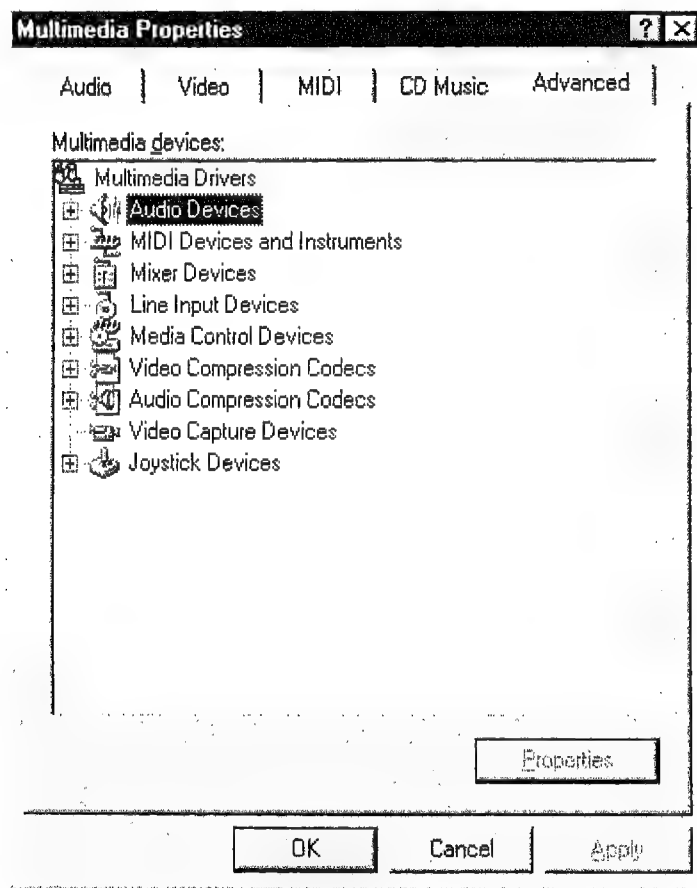 Multimedia Properties
Audio Video MIDI CD Music Advanced
Multimedia devices:
Multimedia Drivers
Audio Devices
MIDI Devices and Instruments
Mixer Devices
Line Input Devices
Media Control Devices
Video Compression Codecs
Audio Compression Codecs
Video Capture Devices
Joystick Devices
Properties
OK Cancel Apply